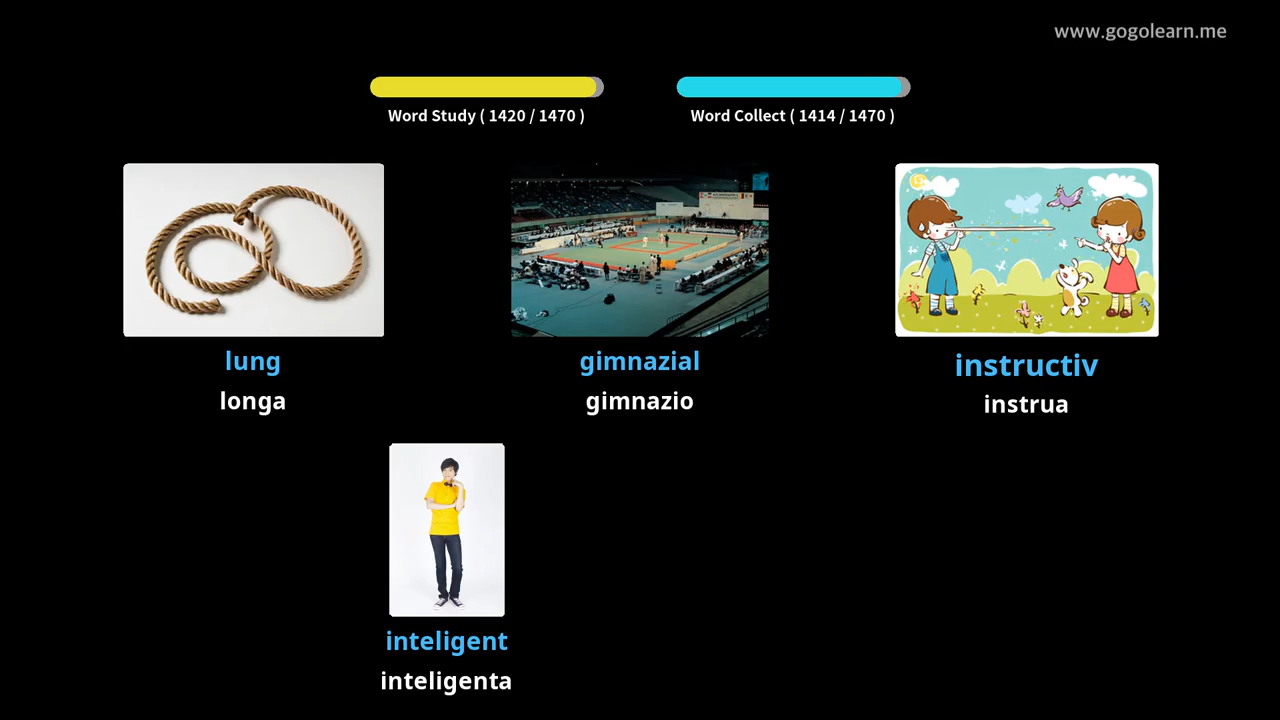 www.gogolearn.me
Word Study ( 1420 / 1470 )
Word Collect ( 1414 / 1470 )
lung
longa
gimnazial
gimnazio
instructiv
instrua
inteligent
inteligenta